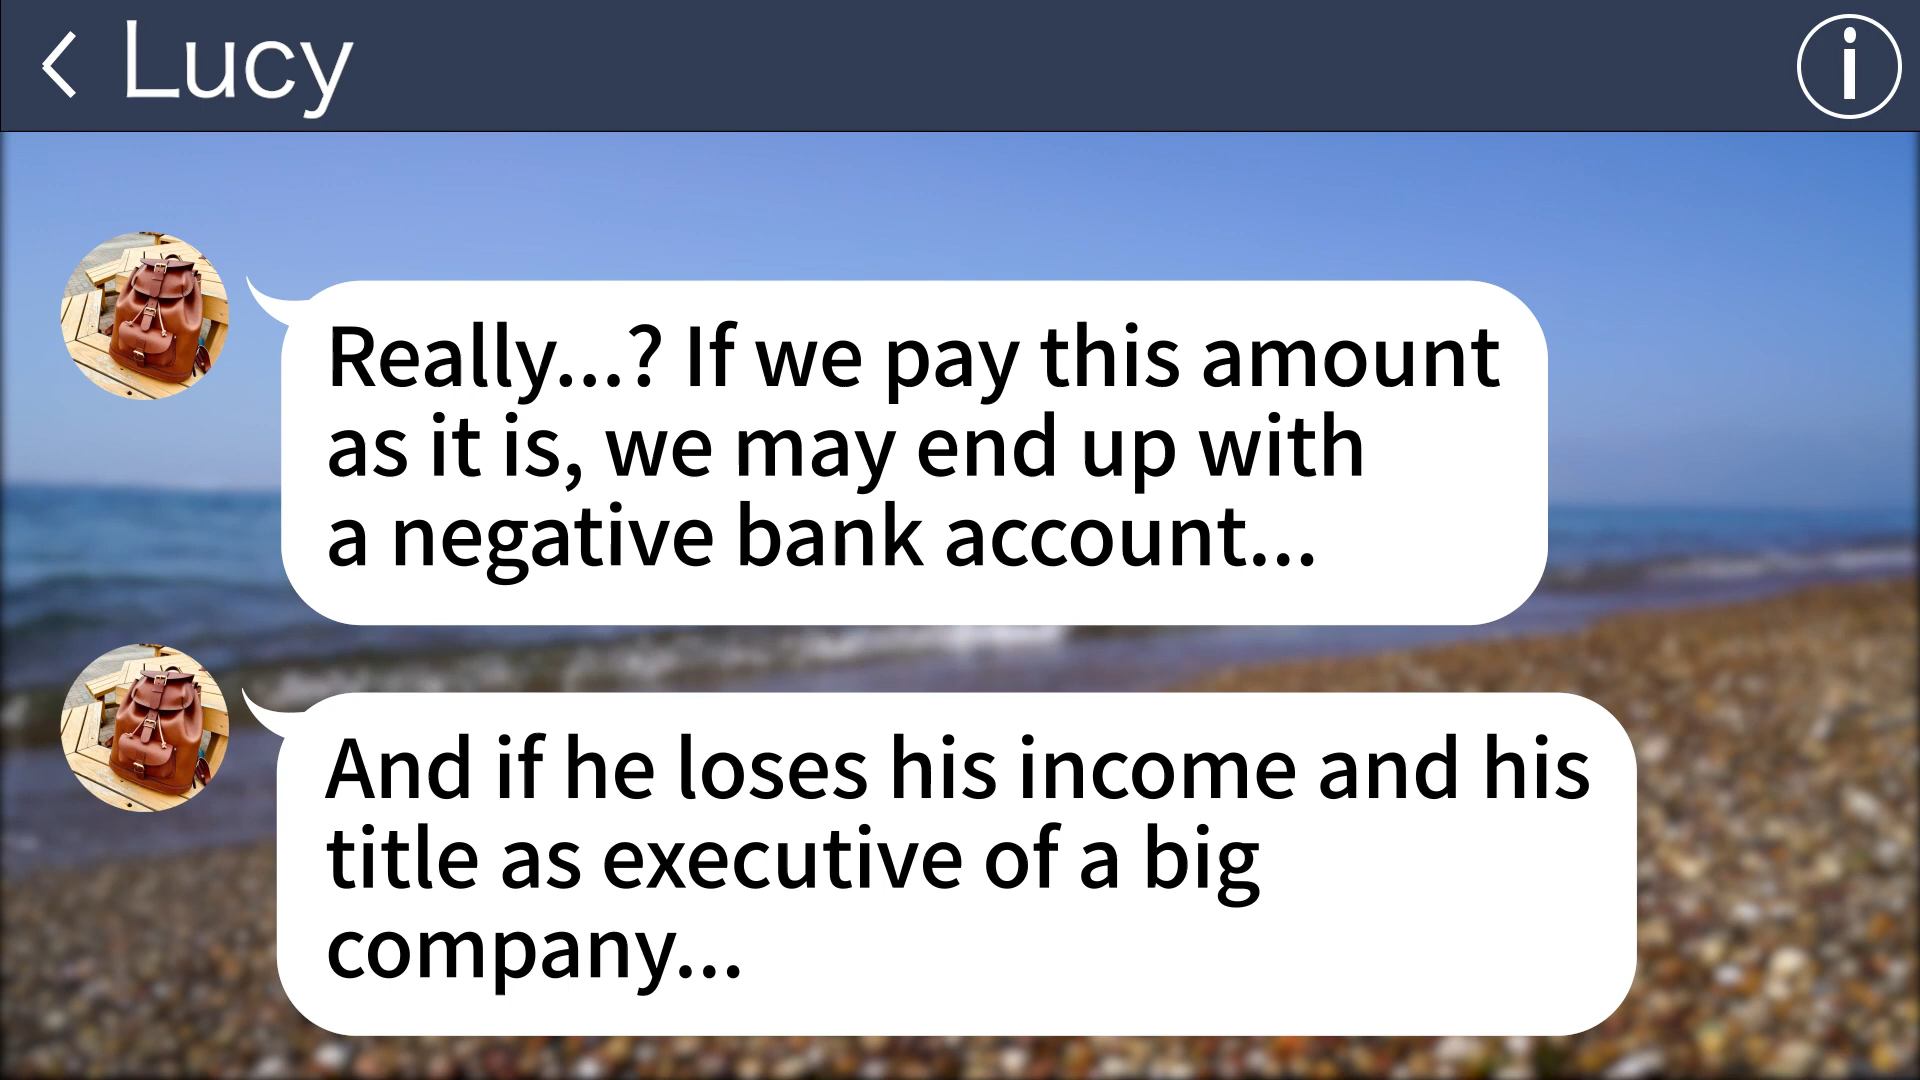 Lucy
Really...? If we pay this amount
as it is, we may end up with
a negative bank account...
And if he loses his income and his
title as executive of a big
company...